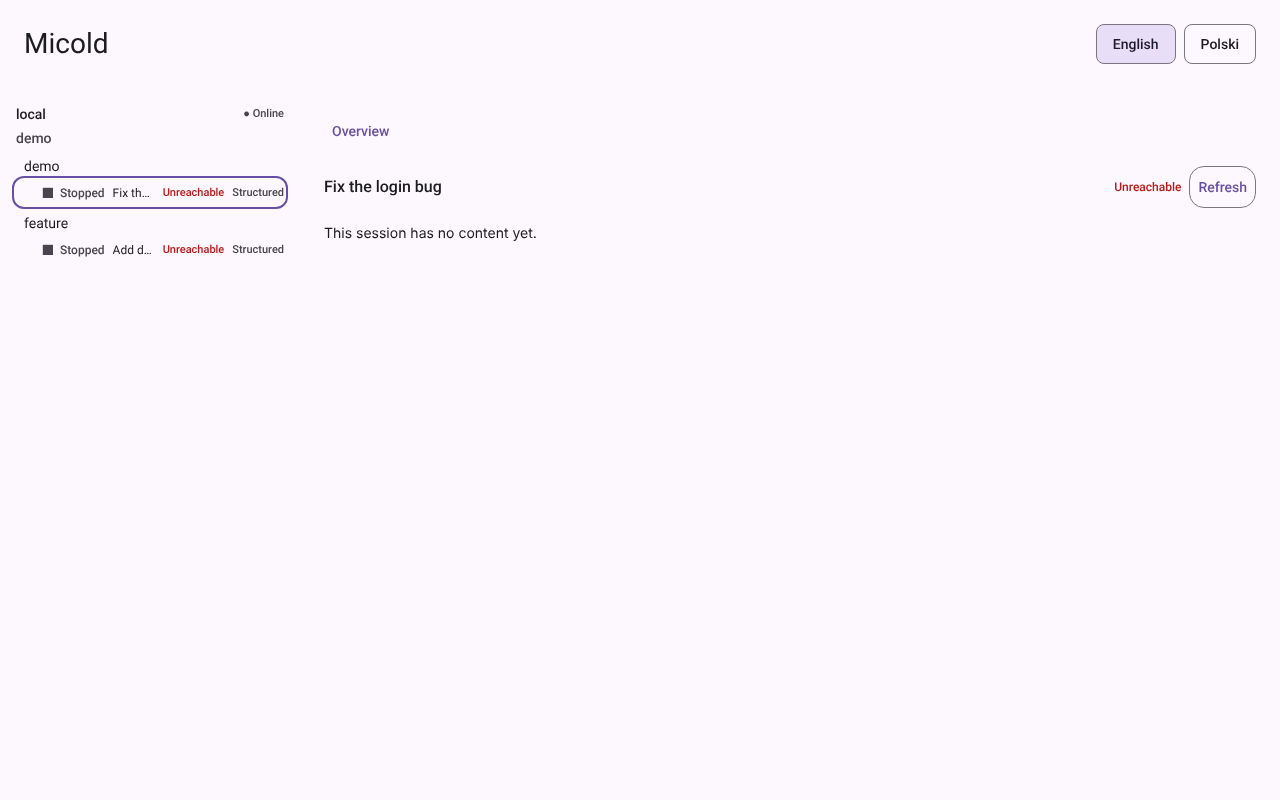 Micold
English Polski
local ● Online
demo
demo
Stopped Fix th... Unreachable Structured
feature
Stopped Add d... Unreachable Structured
Overview
Fix the login bug Unreachable Refresh
This session has no content yet.